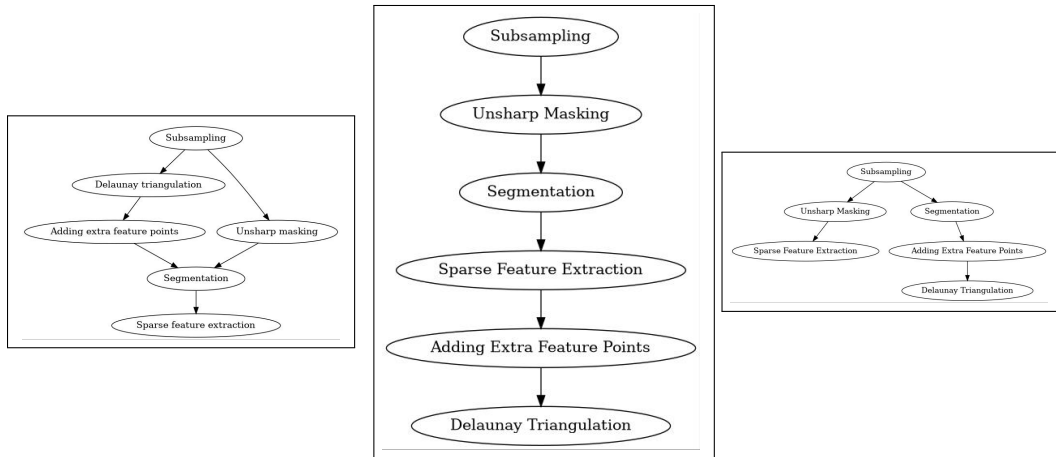 Subsampling
Delaunay triangulation
Adding extra feature points
Unsharp masking
Segmentation
Sparse feature extraction
Subsampling
Unsharp Masking
Segmentation
Sparse Feature Extraction
Adding Extra Feature Points
Delaunay Triangulation
Subsampling
Unsharp Masking
Segmentation
Sparse Feature Extraction
Adding Extra Feature Points
Delaunay Triangulation